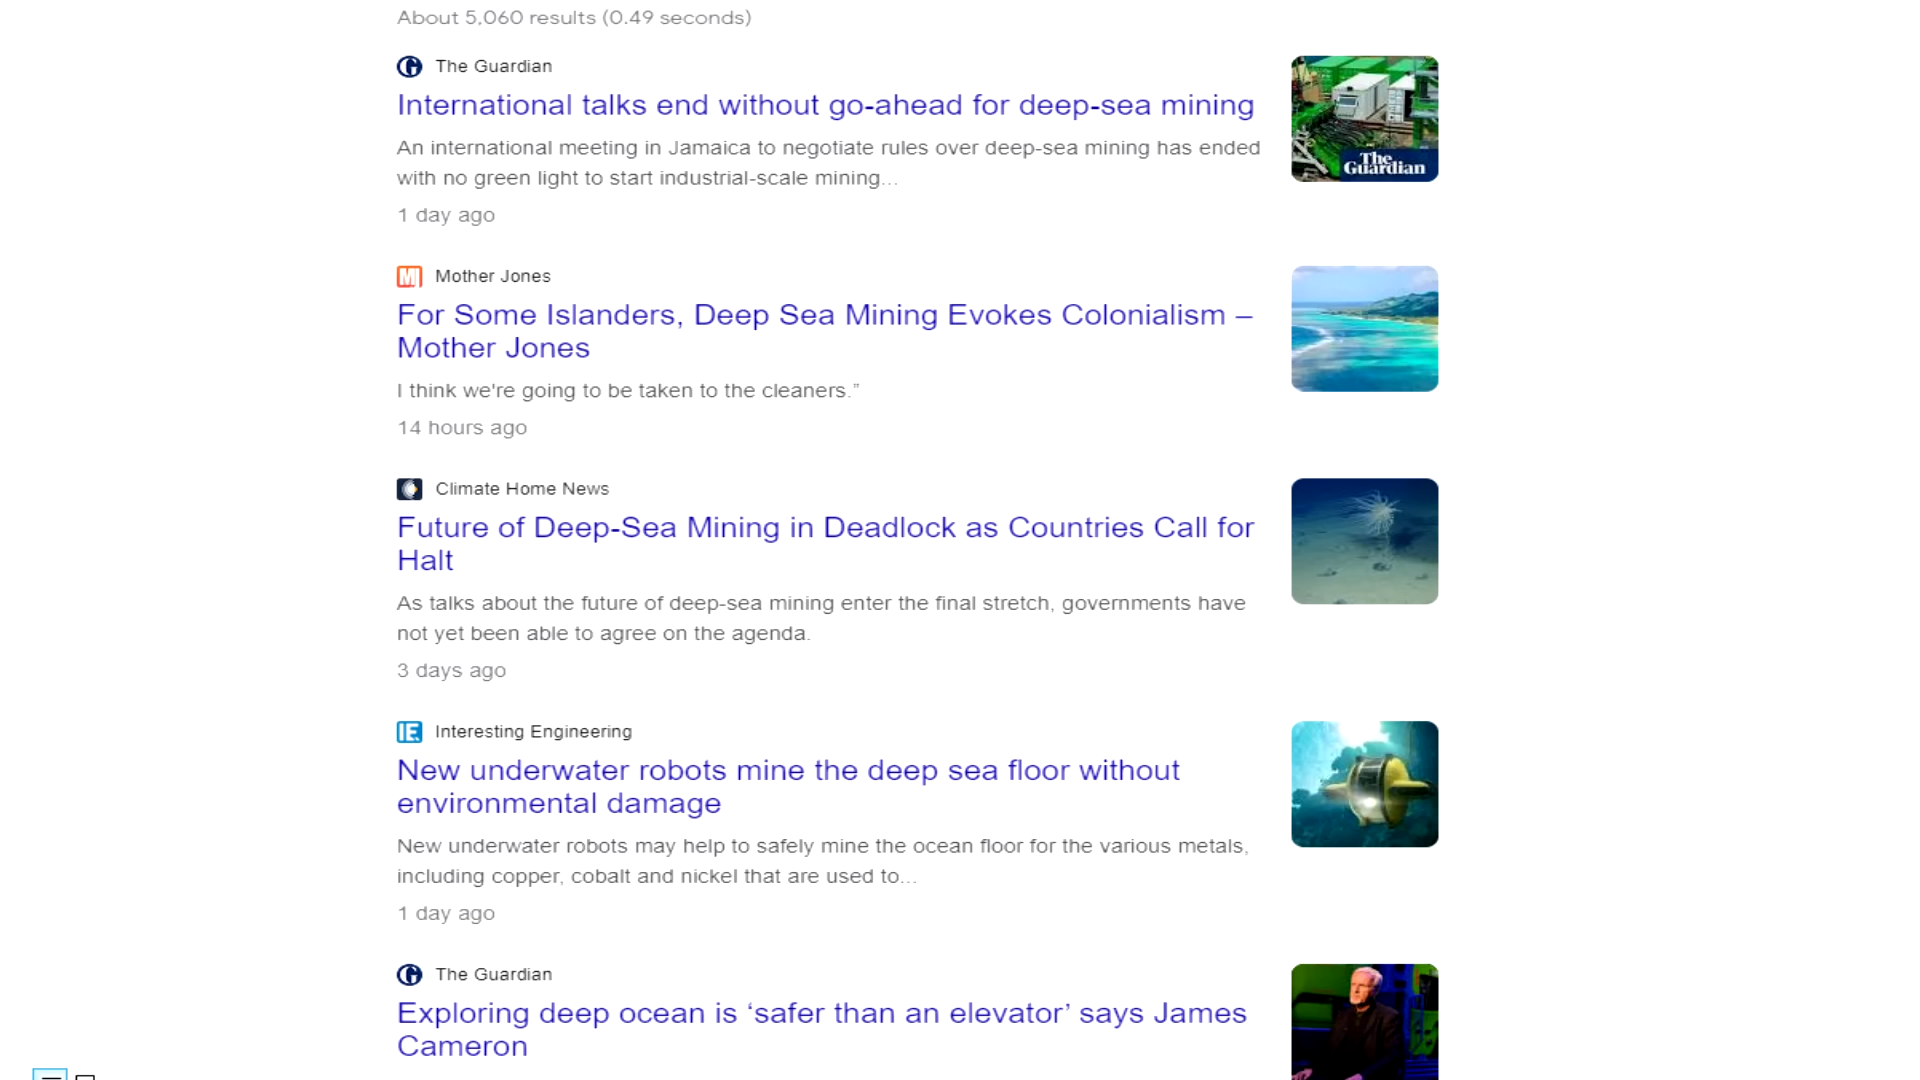 About 5,060 results (0.49 seconds)
The Guardian
International talks end without go-ahead for deep-sea mining
An international meeting in Jamaica to negotiate rules over deep-sea mining has ended
with no green light to start industrial-scale mining...
1 day ago
The
Guardian
Mother Jones
For Some Islanders, Deep Sea Mining Evokes Colonialism –
Mother Jones
I think we're going to be taken to the cleaners.”
14 hours ago
Climate Home News
Future of Deep-Sea Mining in Deadlock as Countries Call for
Halt
As talks about the future of deep-sea mining enter the final stretch, governments have
not yet been able to agree on the agenda.
3 days ago
IE
Interesting Engineering
New underwater robots mine the deep sea floor without
environmental damage
New underwater robots may help to safely mine the ocean floor for the various metals,
including copper, cobalt and nickel that are used to...
1 day ago
The Guardian
Exploring deep ocean is ‘safer than an elevator’ says James
Cameron